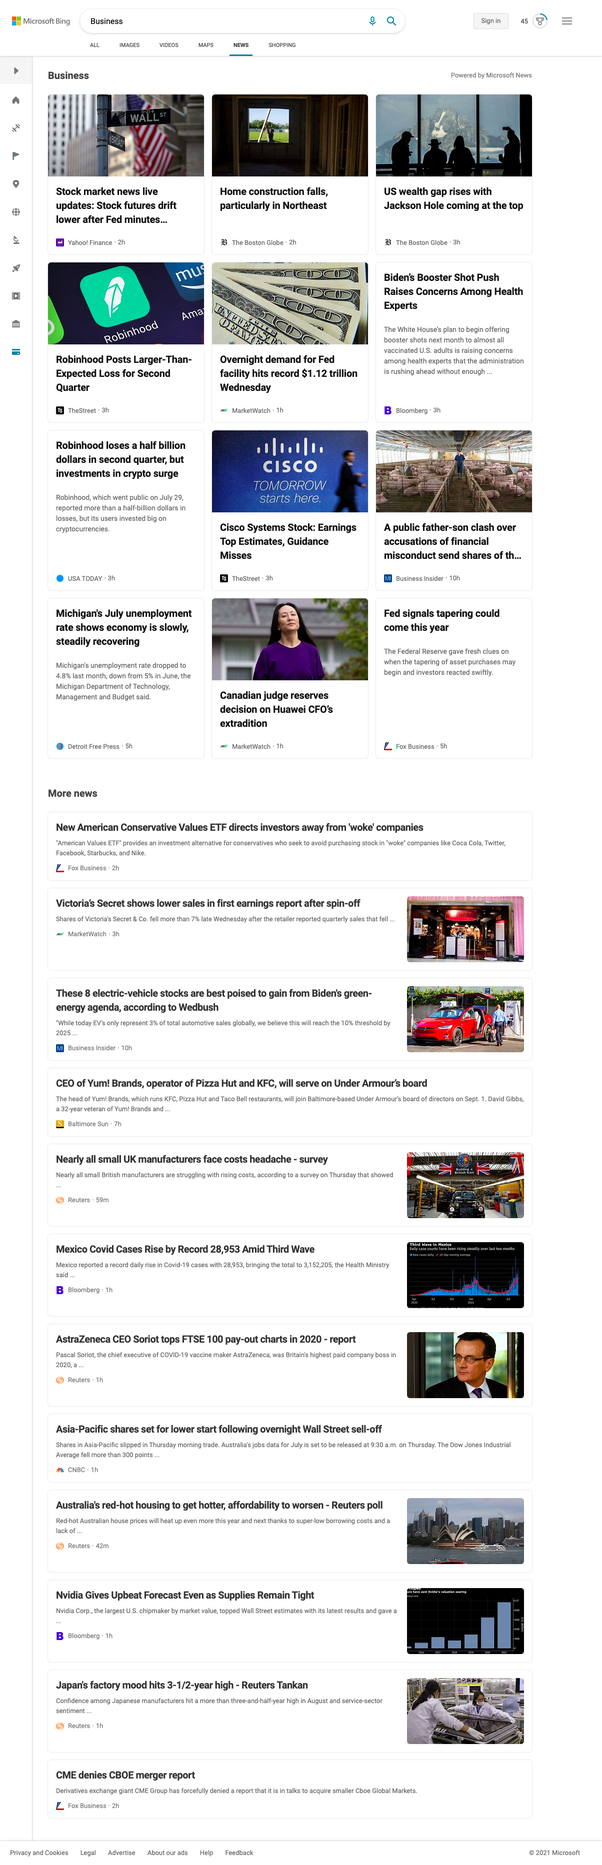 Microsoft Bing
Business
Sign in
45
ALL
IMAGES
VIDEOS
MAPS
NEWS
SHOPPING
Business
Powered by Microsoft News
WALL ST
Stock market news live
updates: Stock futures drift
lower after Fed minutes...
Yahoo! Finance · 2h
Home construction falls,
particularly in Northeast
The Boston Globe · 2h
US wealth gap rises with
Jackson Hole coming at the top
The Boston Globe · 3h
Robinhood
Robinhood Posts Larger-Than-
Expected Loss for Second
Quarter
TheStreet · 3h
Overnight demand for Fed
facility hits record $1.12 trillion
Wednesday
MarketWatch · 1h
Biden's Booster Shot Push
Raises Concerns Among Health
Experts
The White House's plan to begin offering
booster shots next month to almost all
vaccinated U.S. adults is raising concerns
among health experts that the administration
is rushing ahead without enough ...
Bloomberg · 3h
Robinhood loses a half billion
dollars in second quarter, but
investments in crypto surge
Robinhood, which went public on July 29,
reported more than a half-billion dollars in
losses, but its users invested big on
cryptocurrencies.
USA TODAY · 3h
CISCO
TOMORROW
starts here.
Cisco Systems Stock: Earnings
Top Estimates, Guidance
Misses
TheStreet · 3h
A public father-son clash over
accusations of financial
misconduct send shares of th...
Business Insider · 10h
Michigan's July unemployment
rate shows economy is slowly,
steadily recovering
Michigan's unemployment rate dropped to
4.8% last month, down from 5% in June, the
Michigan Department of Technology,
Management and Budget said.
Detroit Free Press · 5h
Canadian judge reserves
decision on Huawei CFO's
extradition
MarketWatch · 1h
Fed signals tapering could
come this year
The Federal Reserve gave fresh clues on
when the tapering of asset purchases may
begin and investors reacted swiftly.
Fox Business · 5h
More news
New American Conservative Values ETF directs investors away from 'woke' companies
"American Values ETF" provides an investment alternative for conservatives who seek to avoid purchasing stock in "woke" companies like Coca Cola, Twitter,
Facebook, Starbucks, and Nike.
Fox Business · 2h
Victoria's Secret shows lower sales in first earnings report after spin-off
Shares of Victoria's Secret & Co. fell more than 7% late Wednesday after the retailer reported quarterly sales that fell ...
MarketWatch · 3h
These 8 electric-vehicle stocks are best poised to gain from Biden's green-
energy agenda, according to Wedbush
"While today EV's only represent 3% of total automotive sales globally, we believe this will reach the 10% threshold by
2025 ...
Business Insider · 10h
CEO of Yum! Brands, operator of Pizza Hut and KFC, will serve on Under Armour's board
The head of Yum! Brands, which runs KFC, Pizza Hut and Taco Bell restaurants, will join Baltimore-based Under Armour's board of directors on Sept. 1. David Gibbs,
a 32-year veteran of Yum! Brands and ...
Baltimore Sun · 7h
Nearly all small UK manufacturers face costs headache - survey
Nearly all small British manufacturers are struggling with rising costs, according to a survey on Thursday that showed
...
Reuters · 59m
Mexico Covid Cases Rise by Record 28,953 Amid Third Wave
Mexico reported a record daily rise in Covid-19 cases with 28,953, bringing the total to 3,152,205, the Health Ministry
said ...
Bloomberg · 1h
Third Wave in Mexico
Daily case counts have been rising steadily over last two months
AstraZeneca CEO Soriot tops FTSE 100 pay-out charts in 2020 - report
Pascal Soriot, the chief executive of COVID-19 vaccine maker AstraZeneca, was Britain's highest paid company boss in
2020, a ...
Reuters · 1h
Asia-Pacific shares set for lower start following overnight Wall Street sell-off
Shares in Asia-Pacific slipped in Thursday morning trade. Australia's jobs data for July is set to be released at 9:30 a.m. on Thursday. The Dow Jones Industrial
Average fell more than 300 points ...
CNBC · 1h
Australia's red-hot housing to get hotter, affordability to worsen - Reuters poll
Red-hot Australian house prices will heat up even more this year and next thanks to super-low borrowing costs and a
lack of ...
Reuters · 42m
Nvidia Gives Upbeat Forecast Even as Supplies Remain Tight
Nvidia Corp., the largest U.S. chipmaker by market value, topped Wall Street estimates with its latest results and gave a
...
Bloomberg · 1h
Japan's factory mood hits 3-1/2-year high - Reuters Tankan
Confidence among Japanese manufacturers hit a more than three-and-half-year high in August and service-sector
sentiment ...
Reuters · 1h
CME denies CBOE merger report
Derivatives exchange giant CME Group has forcefully denied a report that it is in talks to acquire smaller Cboe Global Markets.
Fox Business · 2h
Privacy and Cookies
Legal
Advertise
About our ads
Help
Feedback
© 2021 Microsoft